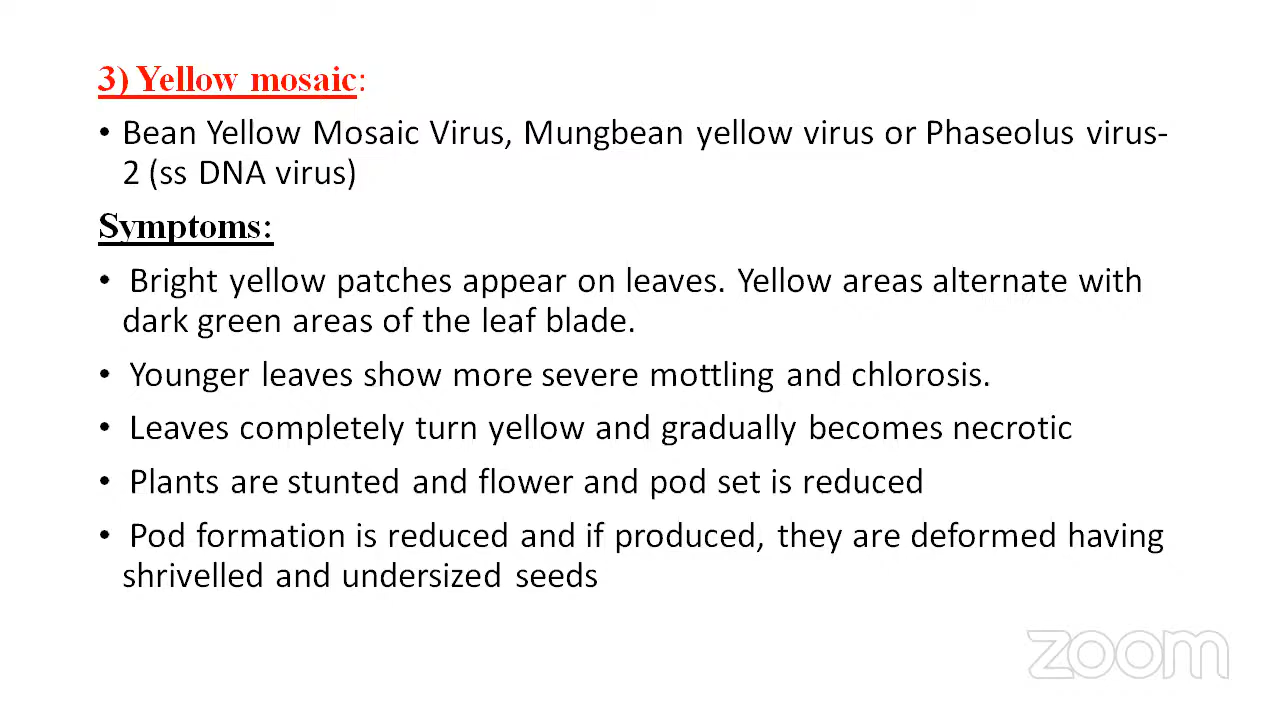 3) Yellow mosaic:
• Bean Yellow Mosaic Virus, Mungbean yellow virus or Phaseolus virus-
2 (ss DNA virus)
Symptoms:
• Bright yellow patches appear on leaves. Yellow areas alternate with
dark green areas of the leaf blade.
• Younger leaves show more severe mottling and chlorosis.
• Leaves completely turn yellow and gradually becomes necrotic
• Plants are stunted and flower and pod set is reduced
• Pod formation is reduced and if produced, they are deformed having
shrivelled and undersized seeds
zoom